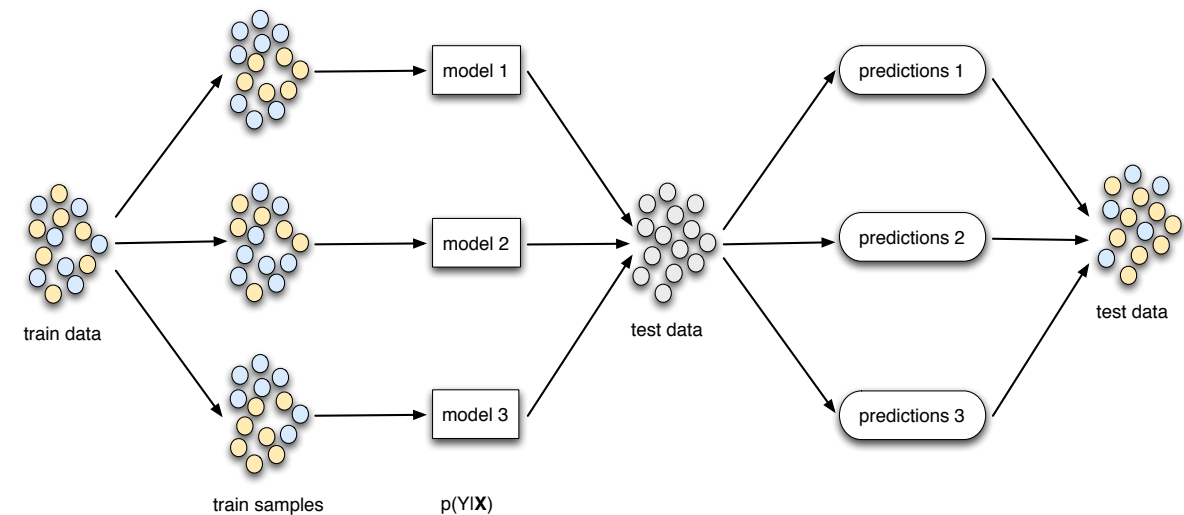 model 1
predictions 1
model 2
predictions 2
train data
test data
test data
model 3
predictions 3
train samples
p(Y|X)